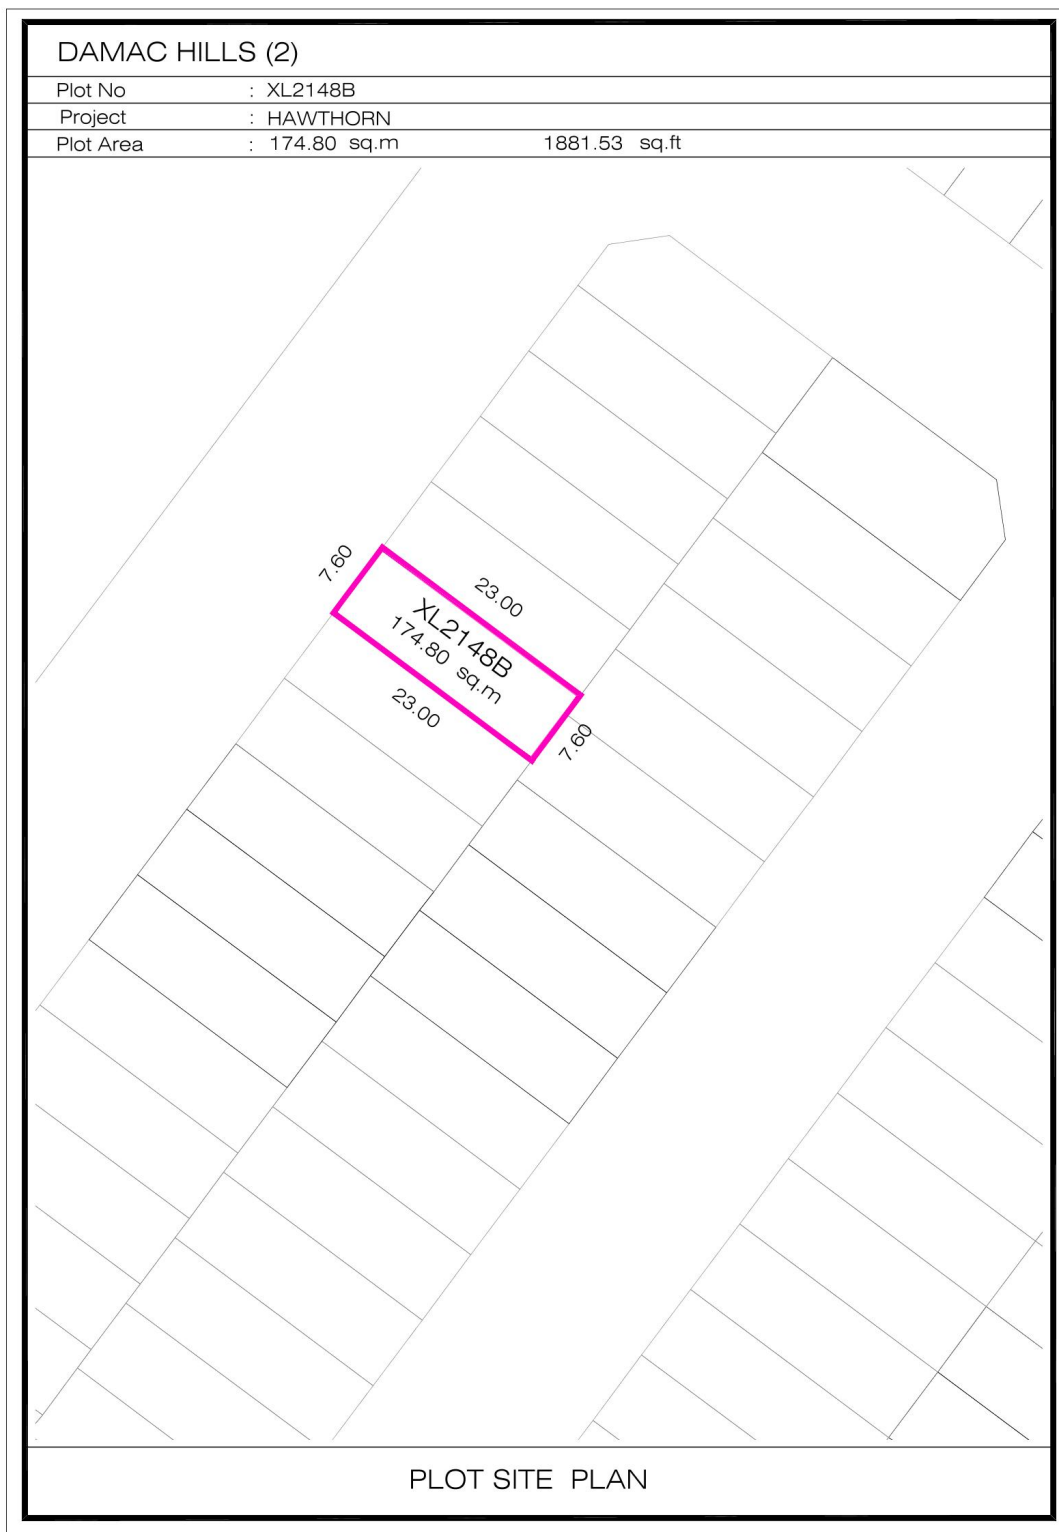 DAMAC HILLS (2)
Plot No : XL2148B
Project : HAWTHORN
Plot Area : 174.80 sq.m 1881.53 sq.ft
7.60
23.00
XL2148B
174.80 sq.m
23.00
7.60
PLOT SITE PLAN